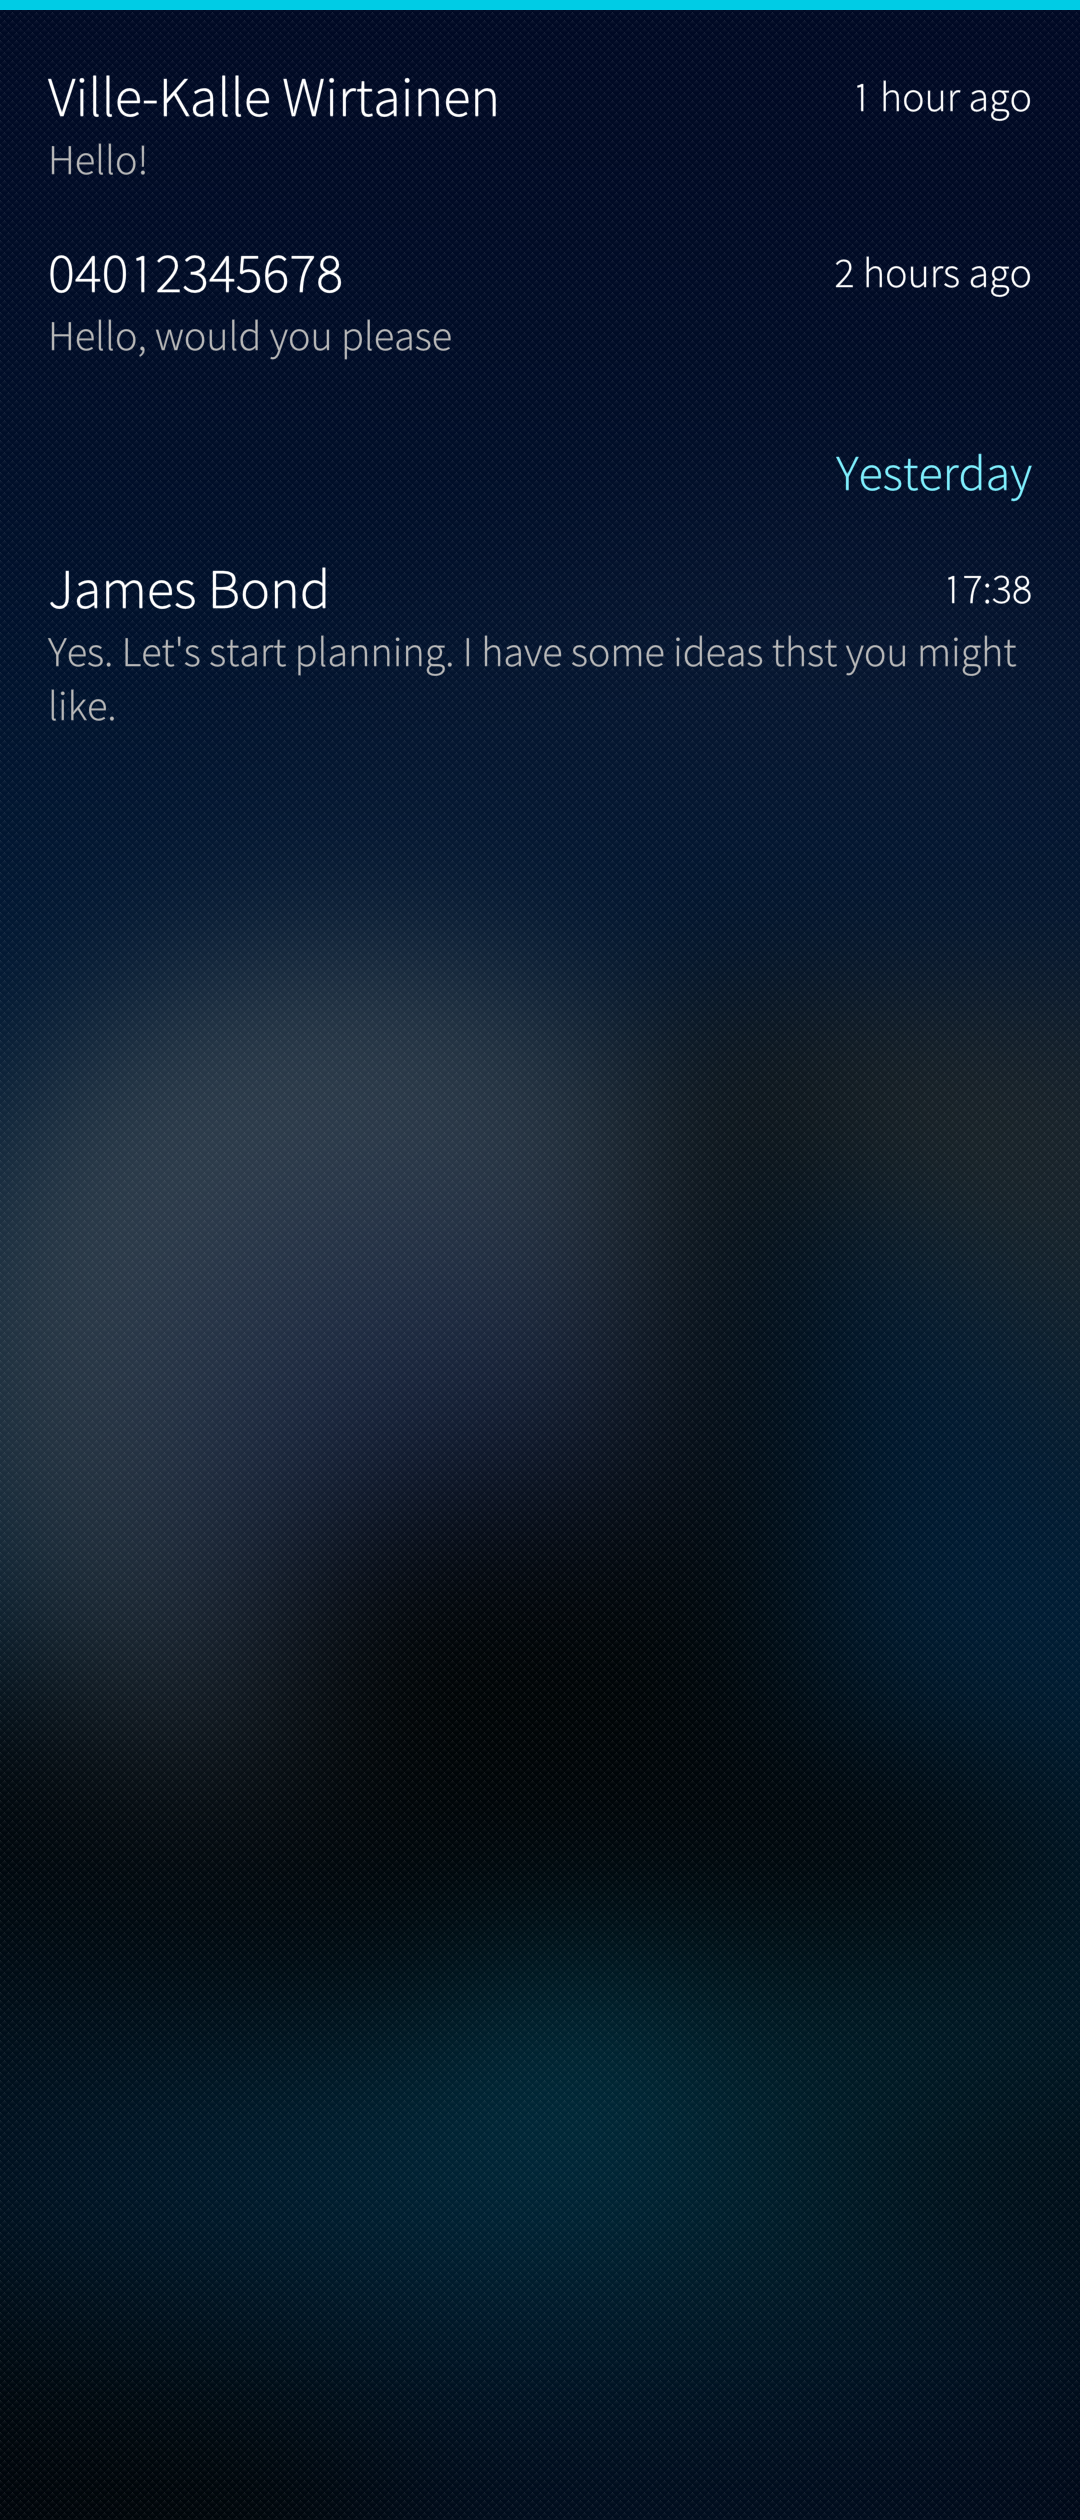 Ville-Kalle Wirtainen 1 hour ago
Hello!
04012345678 2 hours ago
Hello, would you please
Yesterday
James Bond 17:38
Yes. Let's start planning. I have some ideas thst you might
like.